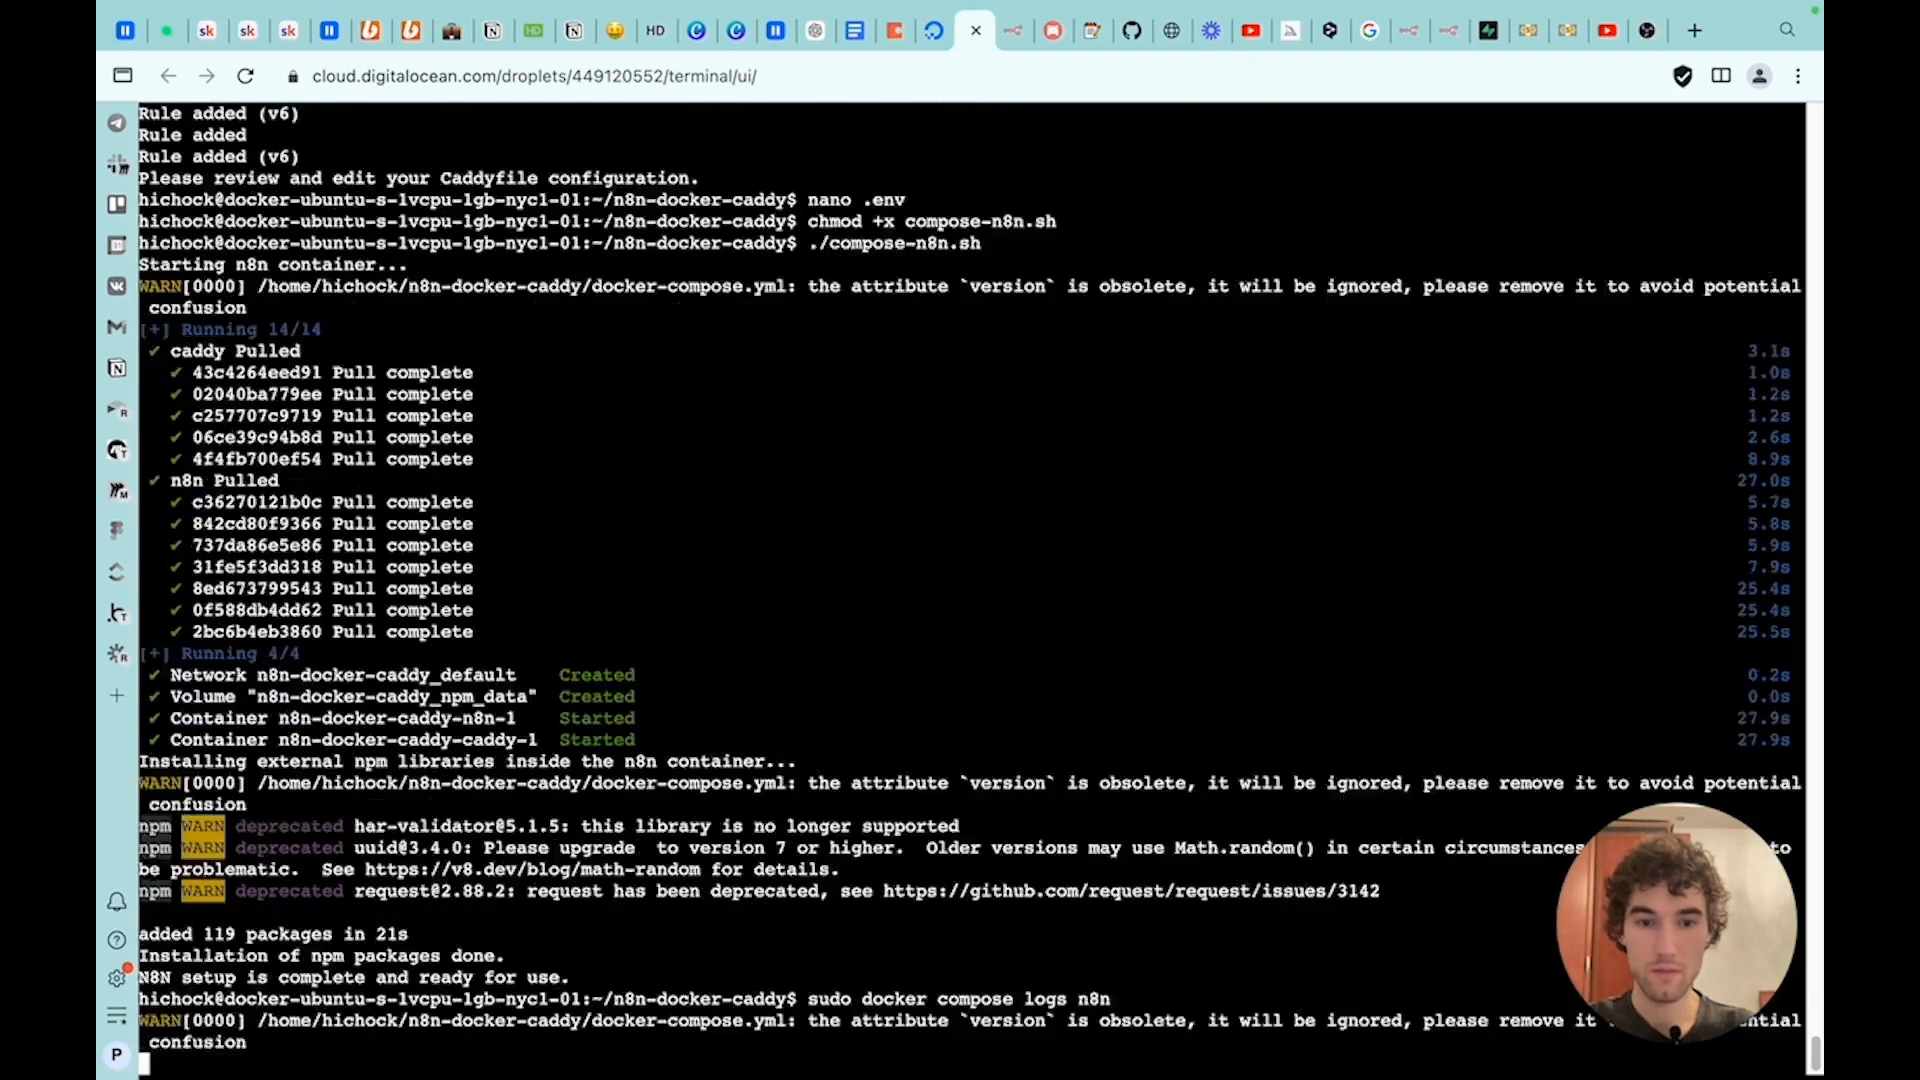 sk
sk
sk
HD
HD
cloud.digitalocean.com/droplets/449120552/terminal/ui/
Rule added (v6)
Rule added
Rule added (v6)
Please review and edit your Caddyfile configuration.
hichock@docker-ubuntu-s-1vcpu-1gb-nyc1-01:~/n8n-docker-caddy$ nano .env
hichock@docker-ubuntu-s-1vcpu-1gb-nyc1-01:~/n8n-docker-caddy$ chmod +x compose-n8n.sh
hichock@docker-ubuntu-s-1vcpu-1gb-nyc1-01:~/n8n-docker-caddy$ ./compose-n8n.sh
Starting n8n container...
WARN[0000] /home/hichock/n8n-docker-caddy/docker-compose.yml: the attribute `version` is obsolete, it will be ignored, please remove it to avoid potential
confusion
[+] Running 14/14
✔ caddy Pulled 3.1s
✔ 43c4264eed91 Pull complete 1.0s
✔ 02040ba779ee Pull complete 1.2s
✔ c257707c9719 Pull complete 1.2s
✔ 06ce39c94b8d Pull complete 2.6s
✔ 4f4fb700ef54 Pull complete 8.9s
✔ n8n Pulled 27.0s
✔ c36270121b0c Pull complete 5.7s
✔ 842cd80f9366 Pull complete 5.8s
✔ 737da86e5e86 Pull complete 5.9s
✔ 31fe5f3dd318 Pull complete 7.9s
✔ 8ed673799543 Pull complete 25.4s
✔ 0f588db4dd62 Pull complete 25.4s
✔ 2bc6b4eb3860 Pull complete 25.5s
[+] Running 4/4
✔ Network n8n-docker-caddy_default Created 0.2s
✔ Volume "n8n-docker-caddy_npm_data" Created 0.0s
✔ Container n8n-docker-caddy-n8n-1 Started 27.9s
✔ Container n8n-docker-caddy-caddy-1 Started 27.9s
Installing external npm libraries inside the n8n container...
WARN[0000] /home/hichock/n8n-docker-caddy/docker-compose.yml: the attribute `version` is obsolete, it will be ignored, please remove it to avoid potential
confusion
npm WARN deprecated har-validator@5.1.5: this library is no longer supported
npm WARN deprecated uuid@3.4.0: Please upgrade  to version 7 or higher.  Older versions may use Math.random() in certain circumstances to
be problematic.  See https://v8.dev/blog/math-random for details.
npm WARN deprecated request@2.88.2: request has been deprecated, see https://github.com/request/request/issues/3142
added 119 packages in 21s
Installation of npm packages done.
N8N setup is complete and ready for use.
hichock@docker-ubuntu-s-1vcpu-1gb-nyc1-01:~/n8n-docker-caddy$ sudo docker compose logs n8n
WARN[0000] /home/hichock/n8n-docker-caddy/docker-compose.yml: the attribute `version` is obsolete, it will be ignored, please remove it
confusion
P